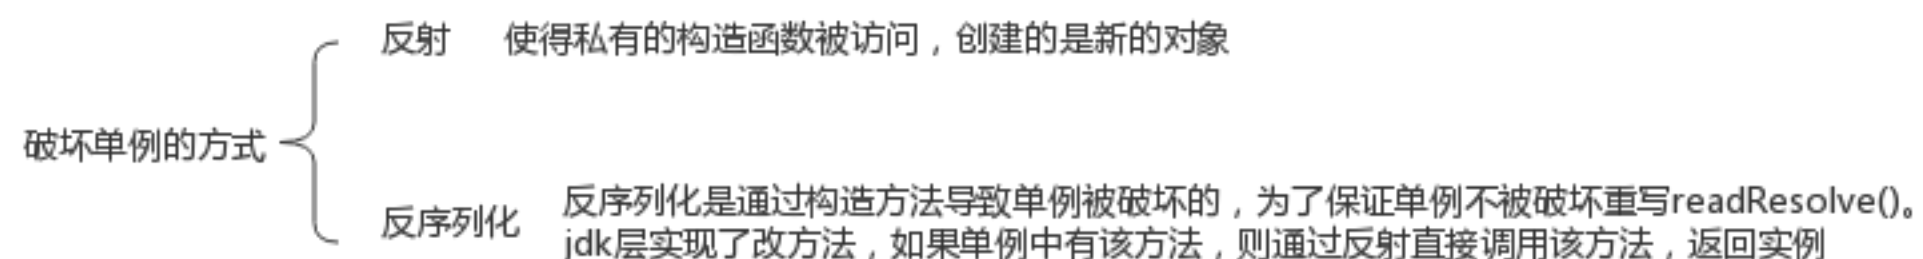 反射 使得私有的构造函数被访问，创建的是新的对象
破坏单例的方式
反序列化 反序列化是通过构造方法导致单例被破坏的，为了保证单例不被破坏重写readResolve()。
jdk层实现了改方法，如果单例中有该方法，则通过反射直接调用该方法，返回实例